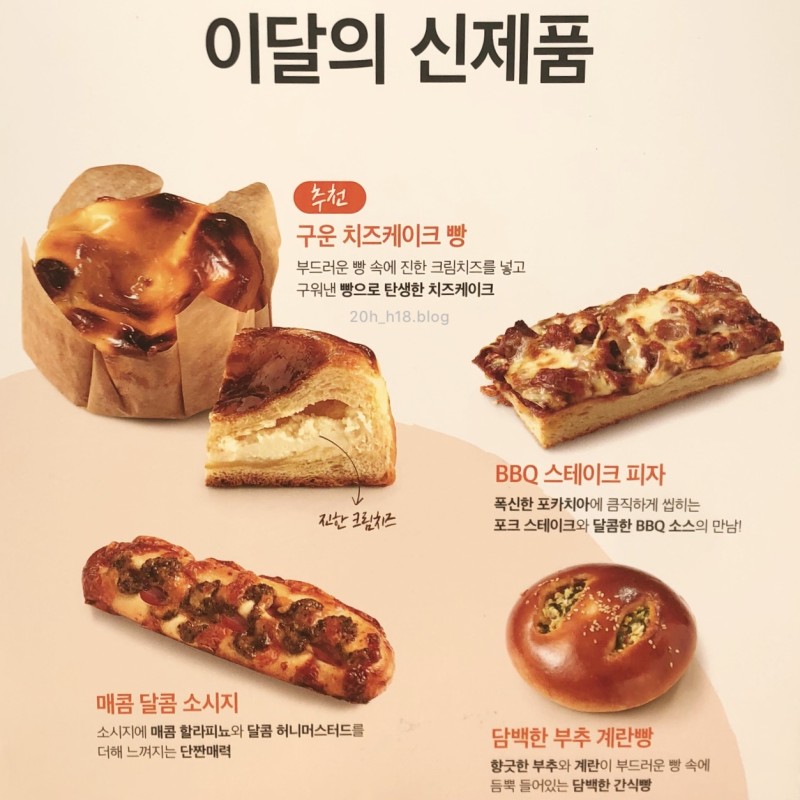 이달의 신제품
추천
구운 치즈케이크 빵
부드러운 빵 속에 진한 크림치즈를 넣고
구워낸 빵으로 탄생한 치즈케이크
20h_h18.blog
진한 크림치즈
BBQ 스테이크 피자
폭신한 포카치아에 큼직하게 씹히는
포크 스테이크와 달콤한 BBQ 소스의 만남!
매콤 달콤 소시지
소시지에 매콤 할라피뇨와 달콤 허니머스터드를
더해 느껴지는 단짠매력
담백한 부추 계란빵
향긋한 부추와 계란이 부드러운 빵 속에
듬뿍 들어있는 담백한 간식빵